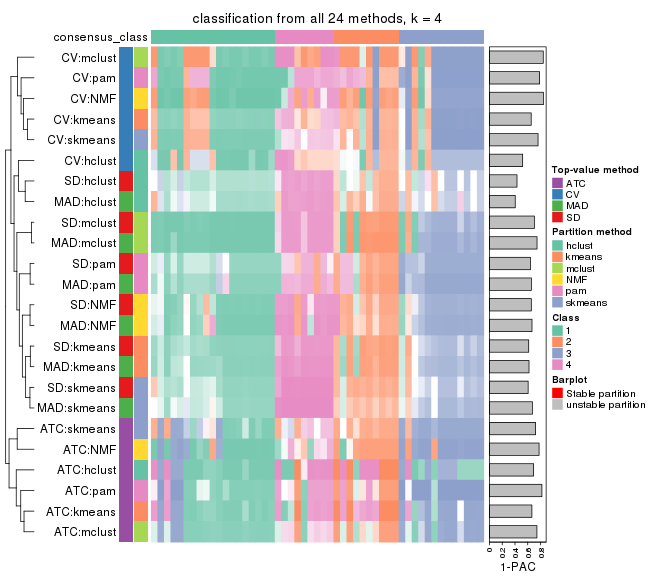 classification from all 24 methods, k = 4
consensus_class
CV:mclust
CV:pam
CV:NMF
CV:kmeans
CV:skmeans
CV:hclust
SD:hclust
MAD:hclust
SD:mclust
MAD:mclust
SD:pam
MAD:pam
SD:NMF
MAD:NMF
SD:kmeans
MAD:kmeans
SD:skmeans
MAD:skmeans
ATC:skmeans
ATC:NMF
ATC:hclust
ATC:pam
ATC:kmeans
ATC:mclust
0 0.2 0.4 0.6 0.8
1-PAC
Top-value method
ATC
CV
MAD
SD
Partition method
hclust
kmeans
mclust
NMF
pam
skmeans
Class
1
2
3
4
Barplot
Stable partition
unstable partition